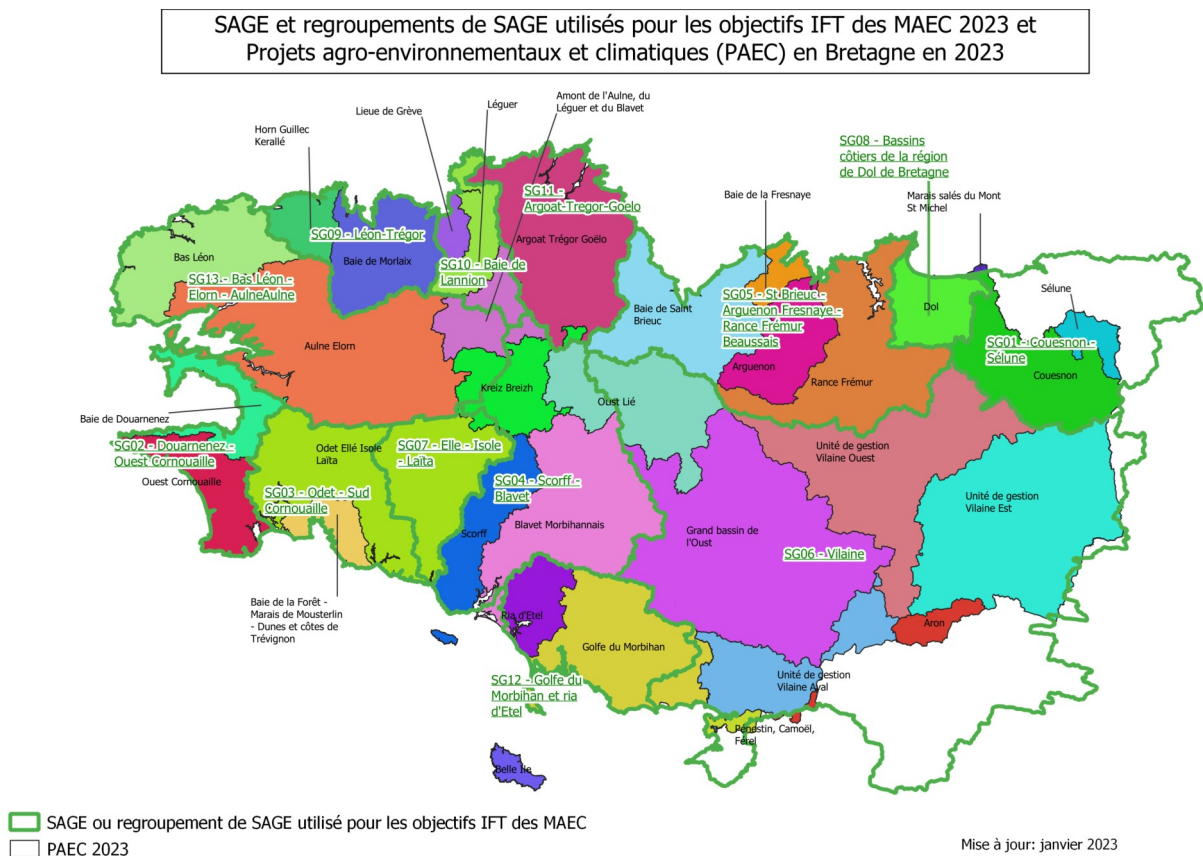 SAGE et regroupements de SAGE utilisés pour les objectifs IFT des MAEC 2023 et
Projets agro-environnementaux et climatiques (PAEC) en Bretagne en 2023
Amont de l'Aulne, du
Léguer et du Blavet
Léguer
Lieue de Grève
Horn Guillec
Kerallé
SG08 - Bassins
côtiers de la région
de Dol de Bretagne
SG11 -
Argoat-Tregor-Goelo
Baie de la Fresnaye
Marais salés du Mont
St Michel
SG09 - Léon-Trégor
Argoat Trégor Goëlo
Bas Léon
Baie de Morlaix
SG10 - Baie de
Lannion
SG13 - Bas Léon -
Elorn - AulneAulne
Sélune
SG05 - St Brieuc -
Arguenon Fresnaye -
Rance Frémur
Beaussais
Baie de Saint
Brieuc
Dol
SG01 - Couesnon -
Sélune
Aulne Elorn
Arguenon
Rance Frémur
Couesnon
Kreiz Breizh
Oust Lié
Baie de Douarnenez
SG02 - Douarnenez -
Ouest Cornouaille
Ouest Cornouaille
Odet Ellé Isole
Laïta
SG07 - Elle - Isole
- Laïta
Unité de gestion
Vilaine Ouest
SG03 - Odet - Sud
Cornouaille
SG04 - Scorff -
Blavet
Unité de gestion
Vilaine Est
Scorff
Blavet Morbihannais
Grand bassin de
l'Oust
SG06 - Vilaine
Baie de la Forêt -
Marais de Mousterlin
- Dunes et côtes de
Trévignon
Ria d'Etel
Aron
Golfe du Morbihan
SG12 - Golfe du
Morbihan et ria
d'Etel
Unité de gestion
Vilaine Aval
Pénestin, Camoël,
Férel
Belle Ile
SAGE ou regroupement de SAGE utilisé pour les objectifs IFT des MAEC
PAEC 2023
Mise à jour: janvier 2023